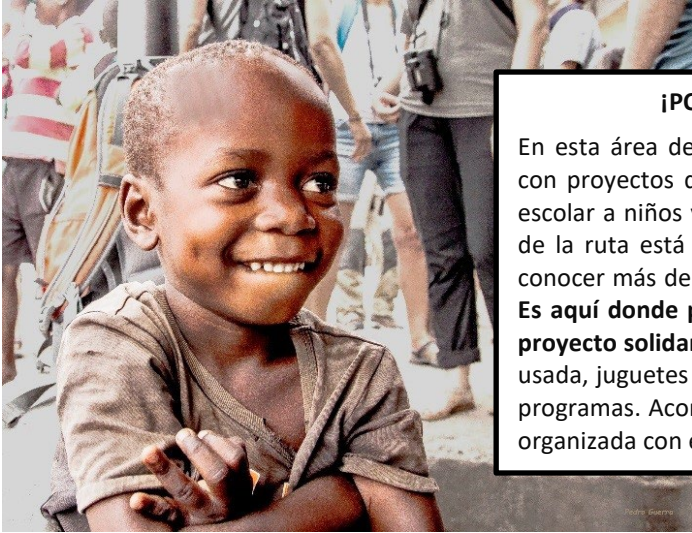 ¡PO
En esta área de
con proyectos d
escolar a niños y
de la ruta está
conocer más de
Es aquí donde p
proyecto solidar
usada, juguetes
programas. Acor
organizada con e
Pedro Guerra